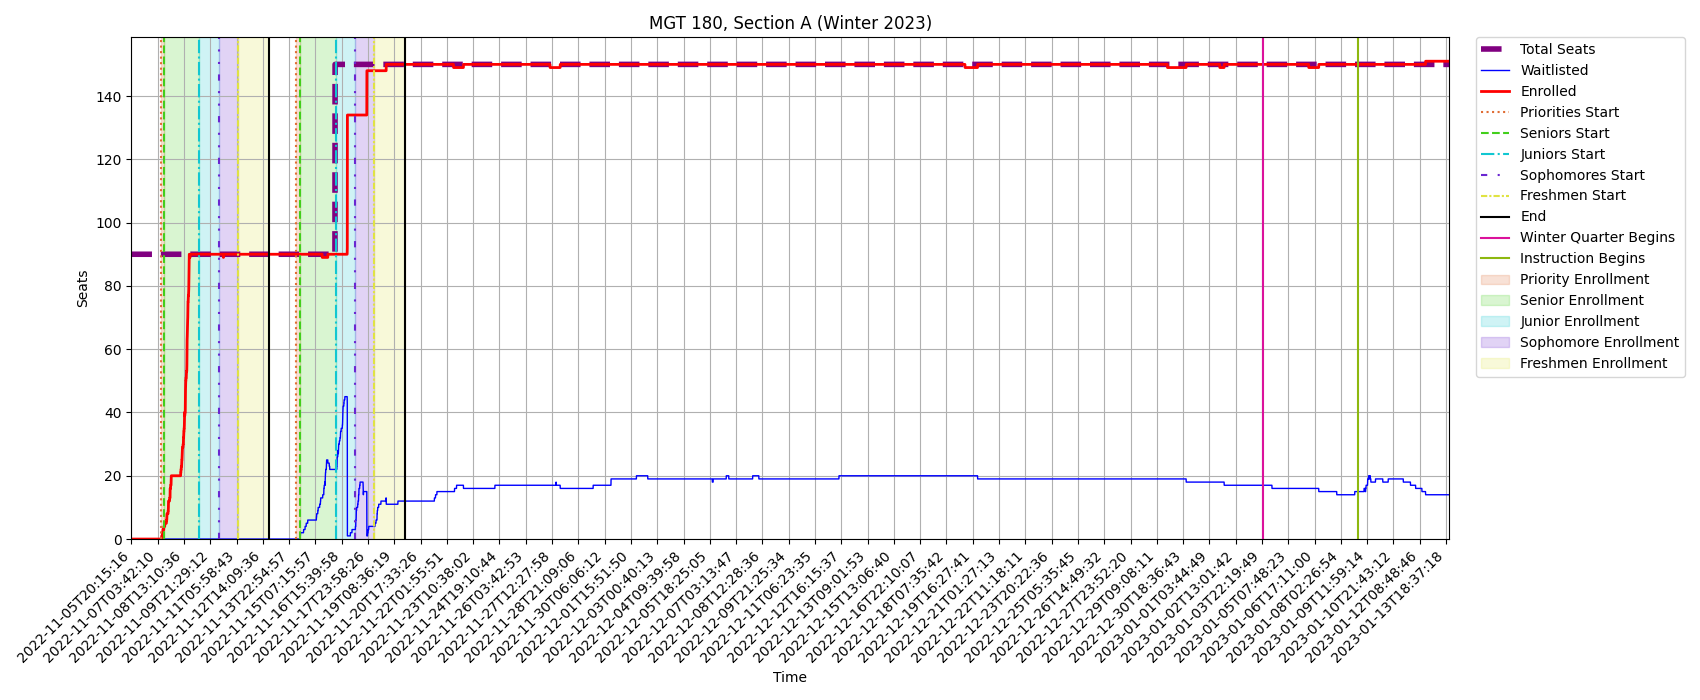 MGT 180, Section A (Winter 2023)
Total Seats
Waitlisted
Enrolled
Priorities Start
Seniors Start
Juniors Start
Sophomores Start
Freshmen Start
End
Winter Quarter Begins
Instruction Begins
Priority Enrollment
Senior Enrollment
Junior Enrollment
Sophomore Enrollment
Freshmen Enrollment
Seats
140
120
100
80
60
40
20
0
2022-11-05T20:15:16
2022-11-07T03:42:10
2022-11-08T13:10:36
2022-11-09T21:29:12
2022-11-11T05:58:43
2022-11-12T14:09:36
2022-11-13T22:54:57
2022-11-15T07:15:57
2022-11-16T15:39:58
2022-11-17T23:58:26
2022-11-19T08:36:19
2022-11-20T17:33:26
2022-11-22T01:55:51
2022-11-23T10:38:02
2022-11-24T19:10:44
2022-11-26T03:42:53
2022-11-27T12:27:58
2022-11-28T21:09:06
2022-11-30T06:06:12
2022-12-01T15:51:50
2022-12-03T00:40:13
2022-12-04T09:39:58
2022-12-05T18:25:05
2022-12-07T03:13:47
2022-12-08T12:28:36
2022-12-09T21:25:34
2022-12-11T06:23:35
2022-12-12T16:15:37
2022-12-14T09:01:53
2022-12-15T13:06:40
2022-12-16T22:10:07
2022-12-18T07:35:42
2022-12-19T16:27:41
2022-12-21T01:27:13
2022-12-22T11:18:11
2022-12-23T20:22:36
2022-12-25T05:35:45
2022-12-26T14:49:32
2022-12-27T23:52:20
2022-12-29T09:08:11
2022-12-30T18:36:43
2023-01-01T03:44:49
2023-01-02T13:01:42
2023-01-03T22:19:49
2023-01-05T07:48:23
2023-01-06T17:11:00
2023-01-08T02:26:54
2023-01-09T11:59:14
2023-01-10T21:43:12
2023-01-12T08:48:46
2023-01-13T18:37:18
Time